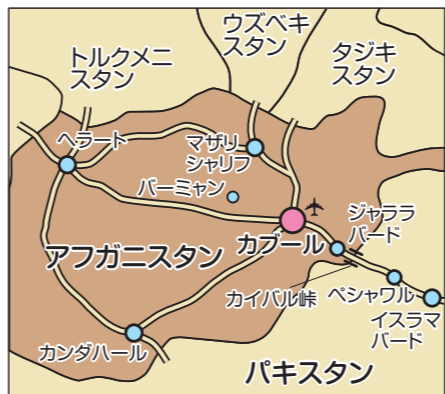 ウズベキ
スタン
タジキ
スタン
トルクメニ
スタン
ヘラート
マザリ
シャリフ
バーミャン
ジャララ
バード
カブール
アフガニスタン
カイバル峠
ペシャワル
イスラマ
バード
カンダハール
パキスタン